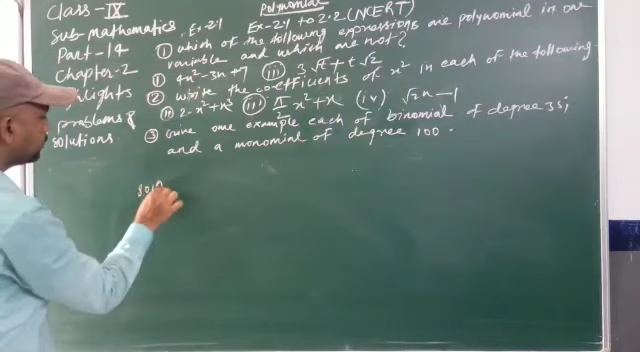 Class - IX
Sub - Mathematics
Part - 14
Chapter - 2
problems &
solutions
Polynomial
Ex - 2.1 Ex - 2.1 to 2.2 (NCERT)
① which of the following expressions are polynomial in one
variable and which are not?
(i) 4x² - 3x + 7 (iii) 3√t + t√2
② write the coefficients of x² in each of the following
(ii) 2 - x² + x³ (iii) π/2 x² + x (iv) √2x - 1
③ Give one example each of binomial of degree 35,
and a monomial of degree 100.
Sol